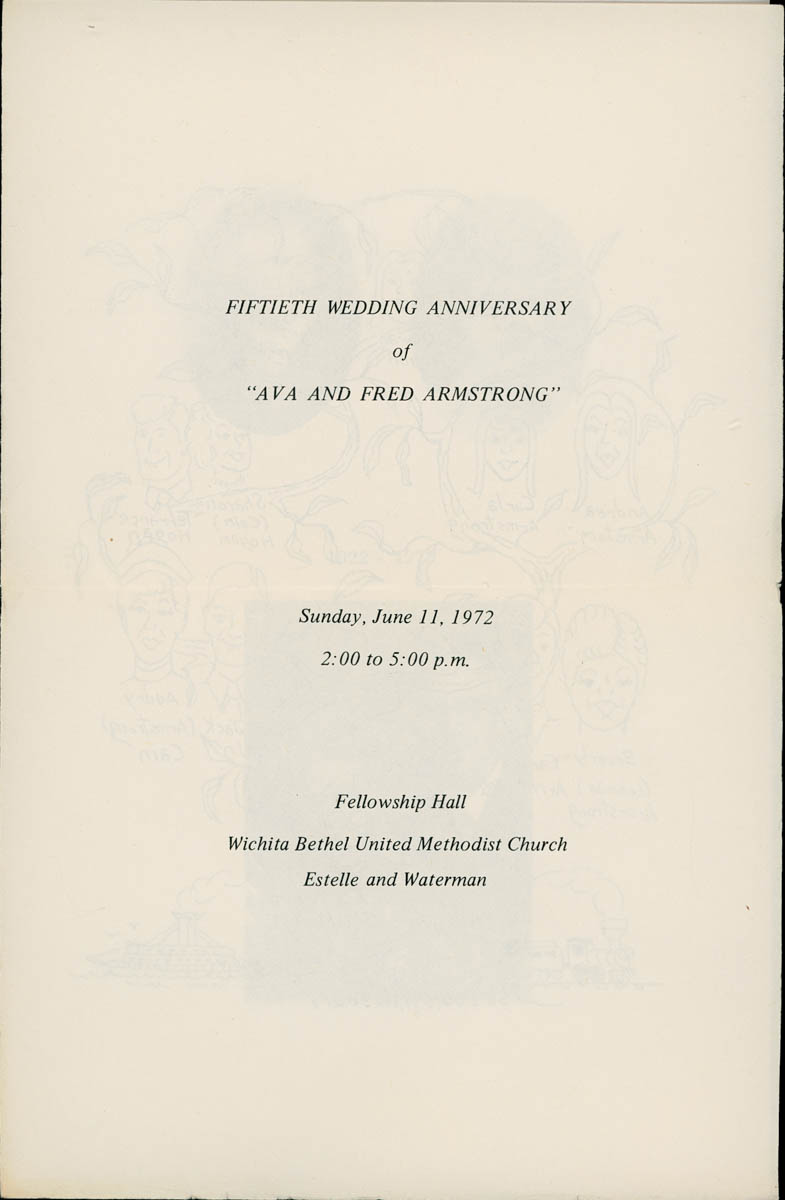 FIFTIETH WEDDING ANNIVERSARY
of
"AVA AND FRED ARMSTRONG"
Sunday, June 11, 1972
2:00 to 5:00 p.m.
Fellowship Hall
Wichita Bethel United Methodist Church
Estelle and Waterman